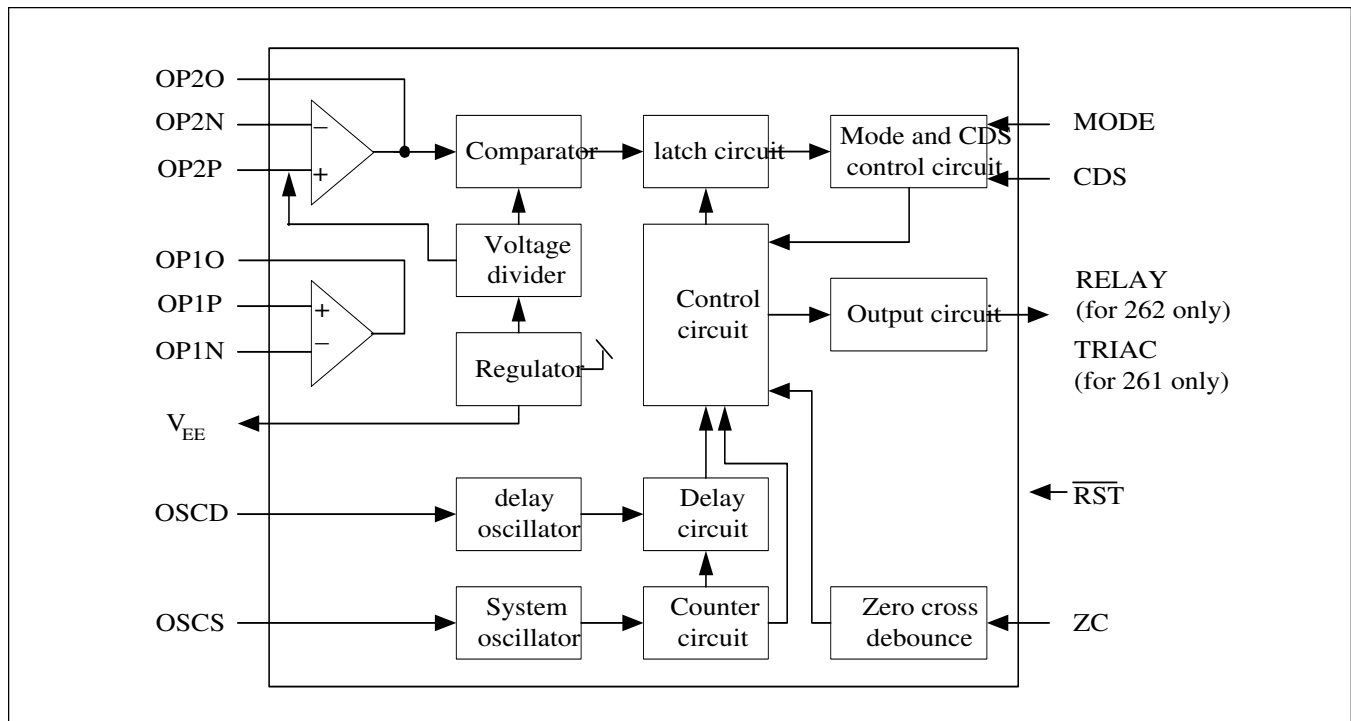 OP2O
OP2N
OP2P
OP1O
OP1P
OP1N
VEE
OSCD
OSCS
−
+
+
−
Comparator
latch circuit
Mode and CDS
control circuit
Voltage
divider
Regulator
Control
circuit
Output circuit
delay
oscillator
Delay
circuit
System
oscillator
Counter
circuit
Zero cross
debounce
MODE
CDS
RELAY
(for 262 only)
TRIAC
(for 261 only)
R̅S̅T̅
ZC